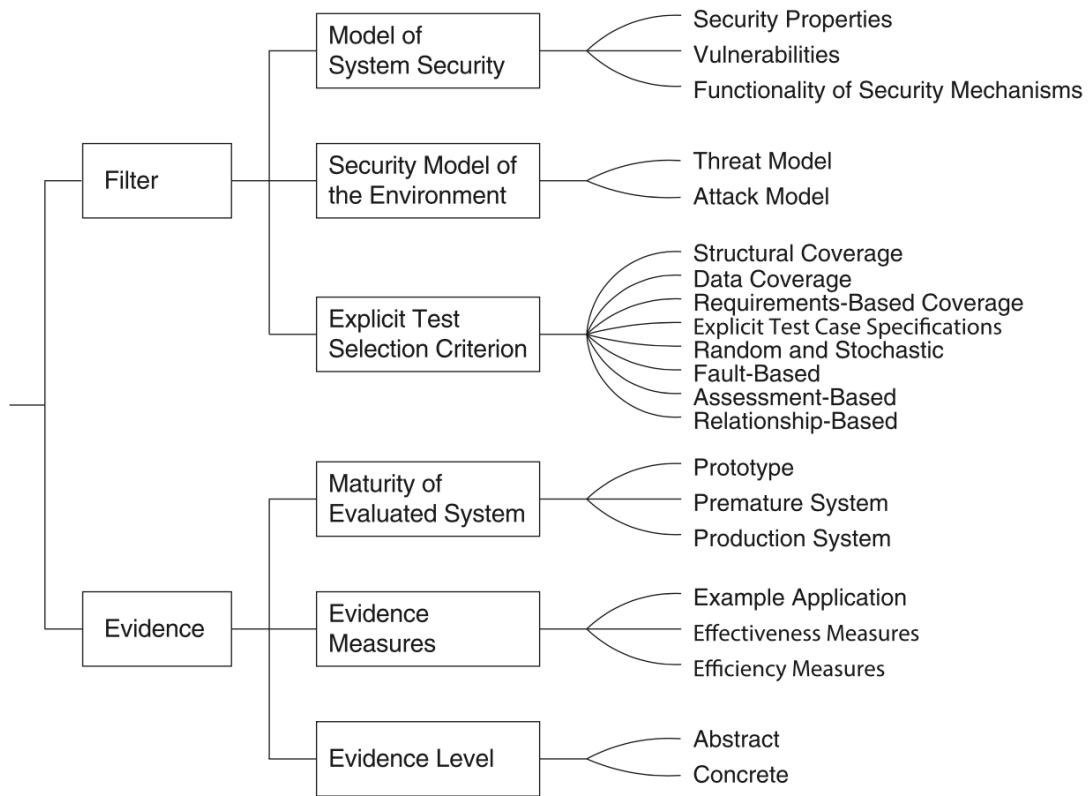 Model of
System Security
Security Properties
Vulnerabilities
Functionality of Security Mechanisms
Filter
Security Model of
the Environment
Threat Model
Attack Model
Explicit Test
Selection Criterion
Structural Coverage
Data Coverage
Requirements-Based Coverage
Explicit Test Case Specifications
Random and Stochastic
Fault-Based
Assessment-Based
Relationship-Based
Maturity of
Evaluated System
Prototype
Premature System
Production System
Evidence
Evidence
Measures
Example Application
Effectiveness Measures
Efficiency Measures
Evidence Level
Abstract
Concrete